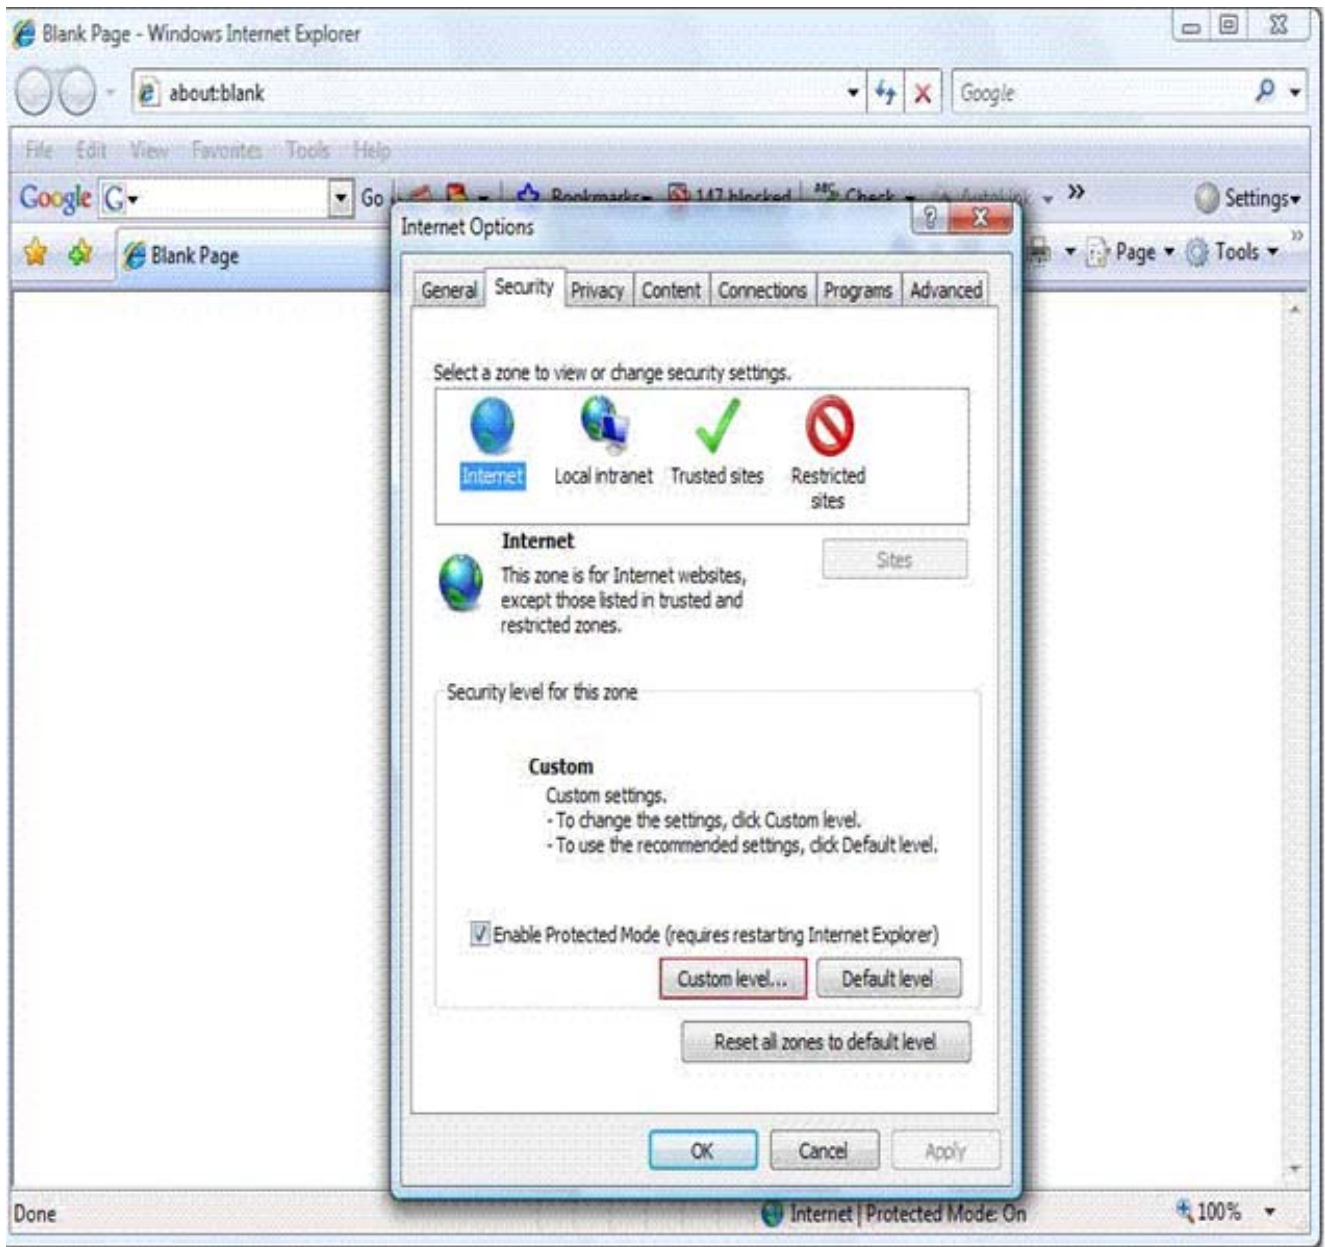 Blank Page - Windows Internet Explorer
about:blank
Google
File Edit View Favorites Tools Help
Google G Go Bookmarks 147 blocked ABC Check AutoLink » Settings
Blank Page
Page Tools »
Internet Options
General Security Privacy Content Connections Programs Advanced
Select a zone to view or change security settings.
Internet Local intranet Trusted sites Restricted sites
Internet
Sites
This zone is for Internet websites,
except those listed in trusted and
restricted zones.
Security level for this zone
Custom
Custom settings.
- To change the settings, click Custom level.
- To use the recommended settings, click Default level.
Enable Protected Mode (requires restarting Internet Explorer)
Custom level... Default level
Reset all zones to default level
OK Cancel Apply
Done Internet | Protected Mode: On 100%